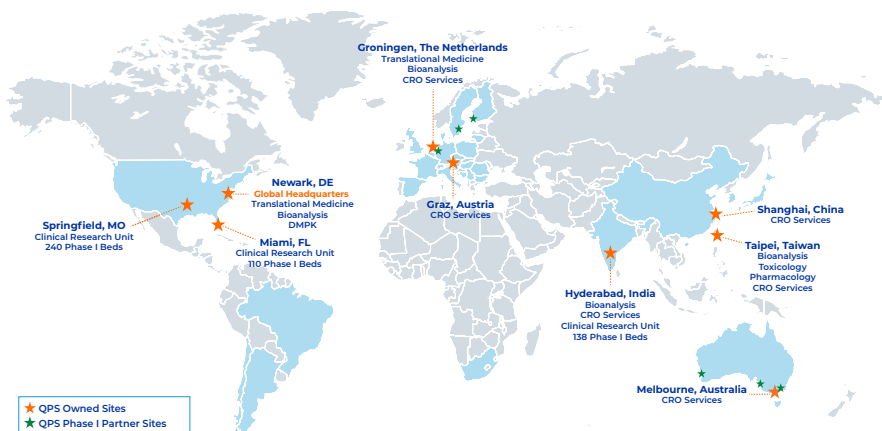 Groningen, The Netherlands
Translational Medicine
Bioanalysis
CRO Services
Newark, DE
Global Headquarters
Translational Medicine
Bioanalysis
DMPK
Springfield, MO
Clinical Research Unit
240 Phase I Beds
Miami, FL
Clinical Research Unit
110 Phase I Beds
Graz, Austria
CRO Services
Shanghai, China
CRO Services
Taipei, Taiwan
Bioanalysis
Toxicology
Pharmacology
CRO Services
Hyderabad, India
Bioanalysis
CRO Services
Clinical Research Unit
138 Phase I Beds
Melbourne, Australia
CRO Services
QPS Owned Sites
QPS Phase I Partner Sites